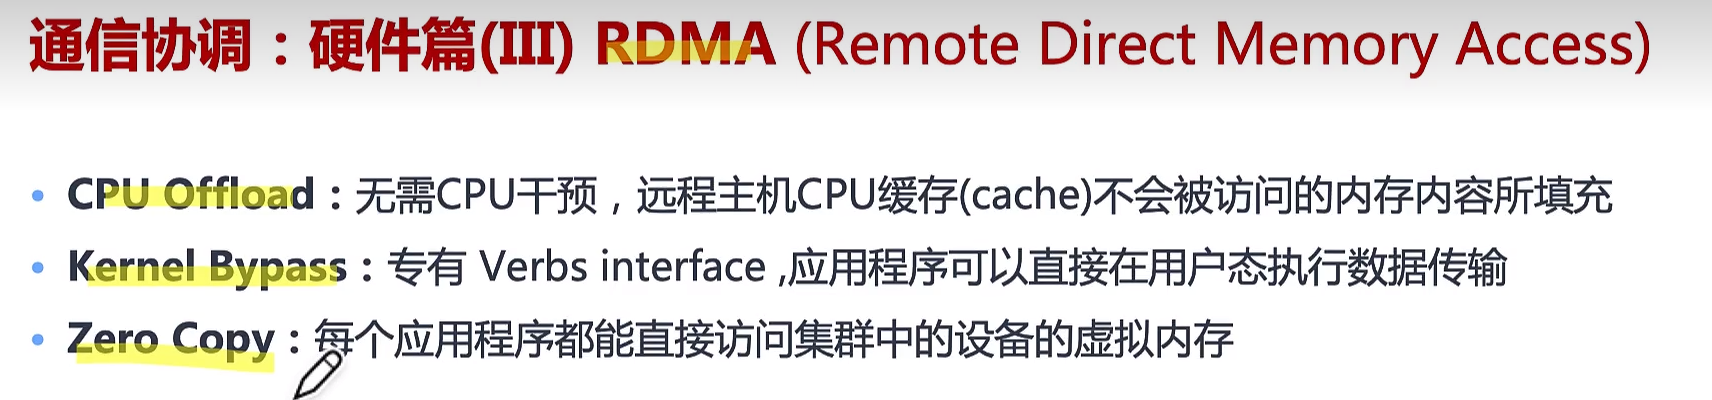 通信协调：硬件篇(III) RDMA (Remote Direct Memory Access)
• CPU Offload：无需CPU干预，远程主机CPU缓存(cache)不会被访问的内存内容所填充
• Kernel Bypass：专有 Verbs interface ,应用程序可以直接在用户态执行数据传输
• Zero Copy：每个应用程序都能直接访问集群中的设备的虚拟内存